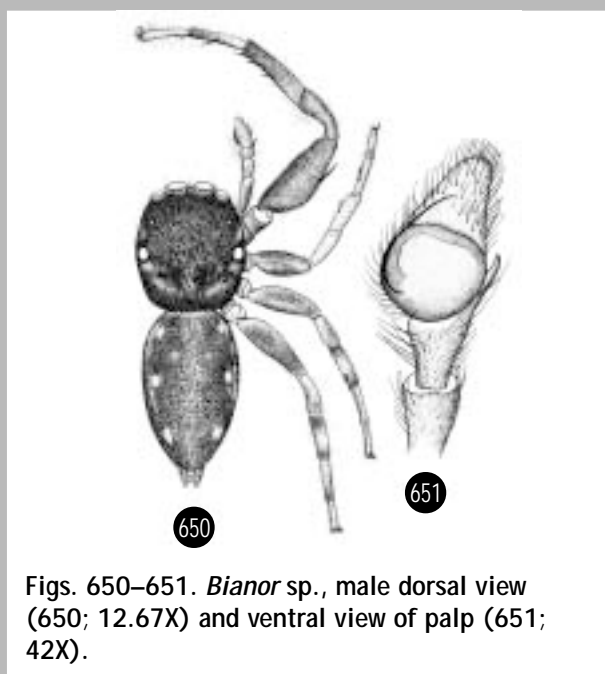 650
651
Figs. 650–651. Bianor sp., male dorsal view
(650; 12.67X) and ventral view of palp (651;
42X).